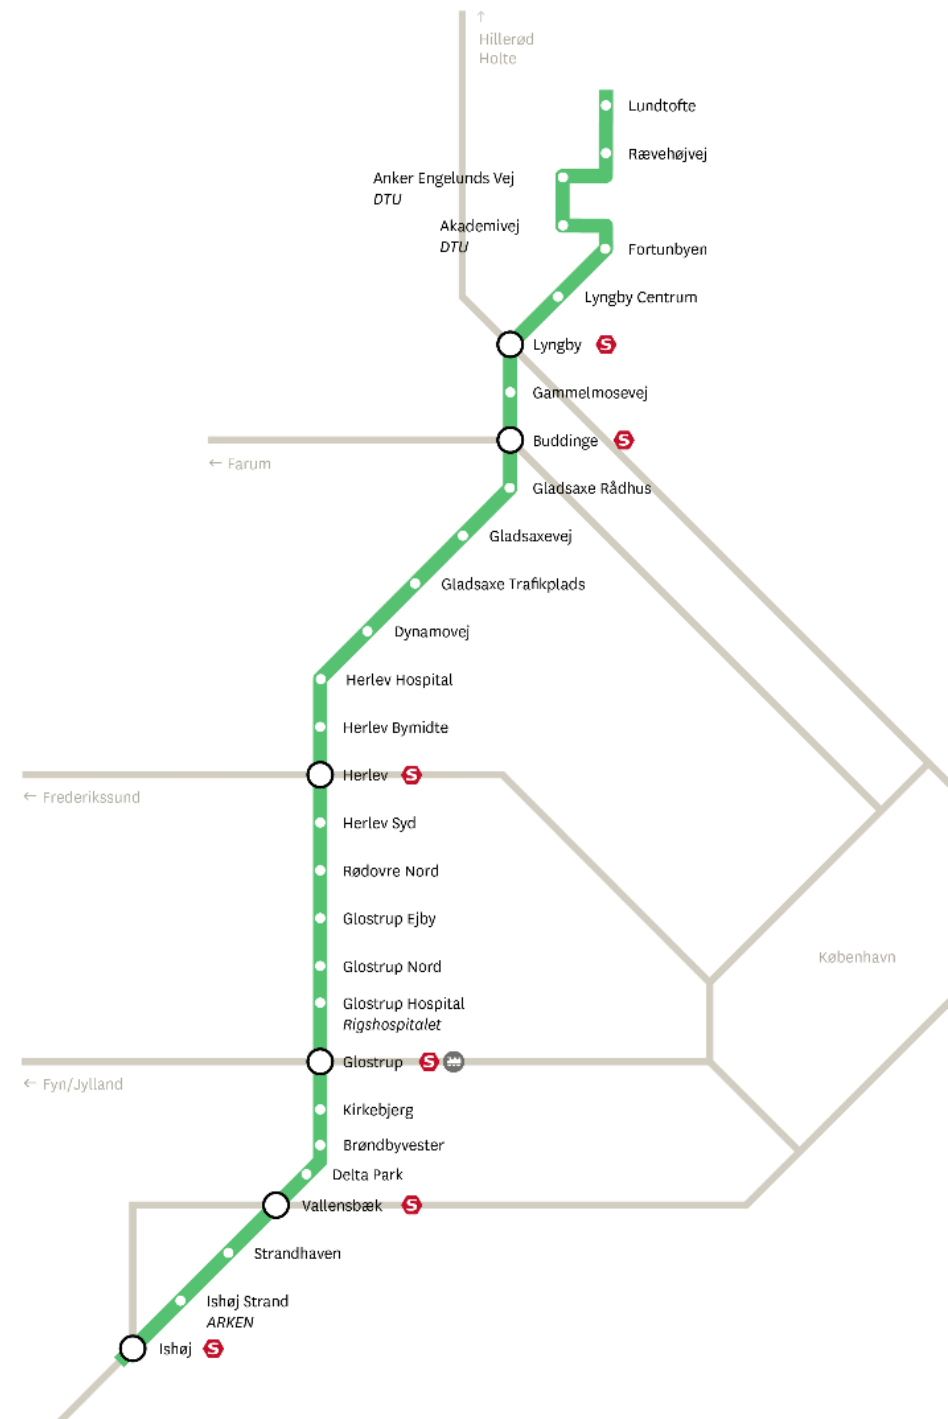 ↑
Hillerød
Holte
Lundtofte
Rævehøjvej
Anker Engelunds Vej
DTU
Akademivej
DTU
Fortunbyen
Lyngby Centrum
Lyngby S
Gammelmosevej
Buddinge S
← Farum
Gladsaxe Rådhus
Gladsaxevej
Gladsaxe Trafikplads
Dynamovej
Herlev Hospital
Herlev Bymidte
Herlev S
← Frederikssund
Herlev Syd
Rødovre Nord
Glostrup Ejby
København
Glostrup Nord
Glostrup Hospital
Rigshospitalet
Glostrup S
← Fyn/Jylland
Kirkebjerg
Brøndbyvester
Delta Park
Vallensbæk S
Strandhaven
Ishøj Strand
ARKEN
Ishøj S